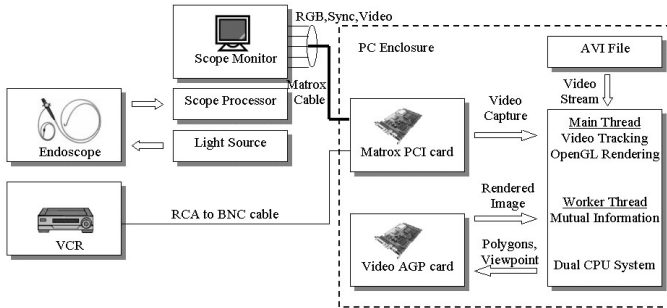 RGB,Sync,Video
Scope Monitor
Matrox
Cable
Scope Processor
Endoscope
Light Source
VCR
RCA to BNC cable
PC Enclosure
AVI File
Video
Stream
Matrox PCI card
Video
Capture
Main Thread
Video Tracking
OpenGL Rendering
Rendered
Image
Worker Thread
Mutual Information
Video AGP card
Polygons,
Viewpoint
Dual CPU System